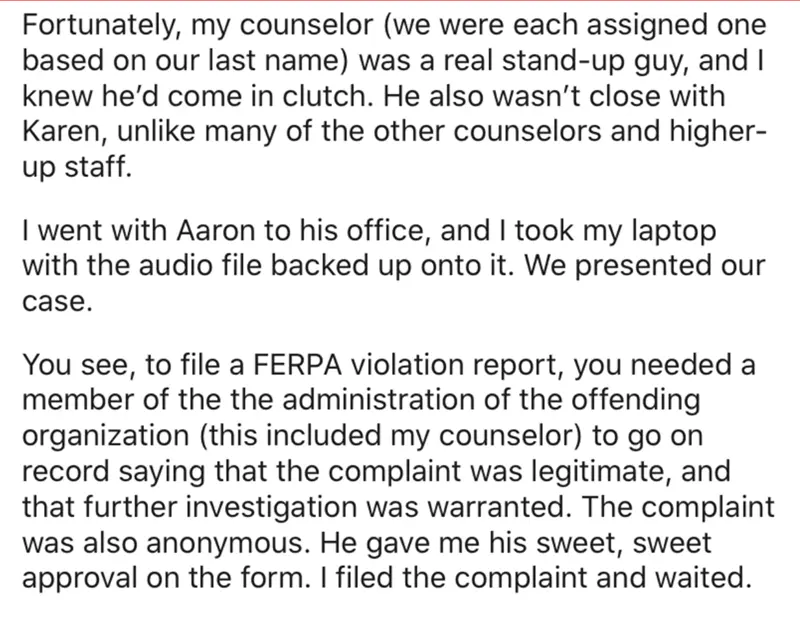 Fortunately, my counselor (we were each assigned one
based on our last name) was a real stand-up guy, and I
knew he’d come in clutch. He also wasn’t close with
Karen, unlike many of the other counselors and higher-
up staff.
I went with Aaron to his office, and I took my laptop
with the audio file backed up onto it. We presented our
case.
You see, to file a FERPA violation report, you needed a
member of the the administration of the offending
organization (this included my counselor) to go on
record saying that the complaint was legitimate, and
that further investigation was warranted. The complaint
was also anonymous. He gave me his sweet, sweet
approval on the form. I filed the complaint and waited.